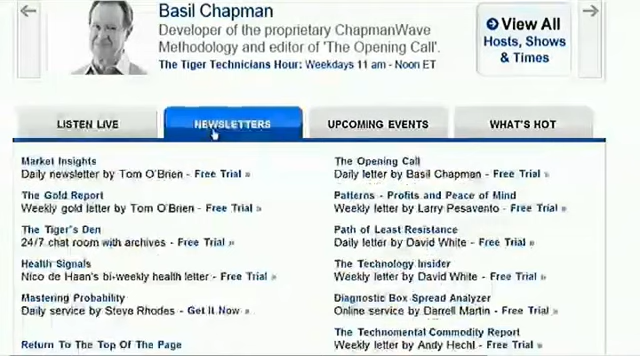 Basil Chapman
Developer of the proprietary ChapmanWave
Methodology and editor of 'The Opening Call'.
The Tiger Technicians Hour: Weekdays 11 am - Noon ET
View All
Hosts, Shows
& Times
LISTEN LIVE
NEWSLETTERS
UPCOMING EVENTS
WHAT'S HOT
Market Insights
Daily newsletter by Tom O'Brien - Free Trial »
The Gold Report
Weekly gold letter by Tom O'Brien - Free Trial »
The Tiger's Den
24/7 chat room with archives - Free Trial »
Health Signals
Nico de Haan's bi-weekly health letter - Free Trial »
Mastering Probability
Daily service by Steve Rhodes - Get It Now »
Return To The Top Of The Page
The Opening Call
Daily letter by Basil Chapman - Free Trial »
Patterns - Profits and Peace of Mind
Weekly letter by Larry Pesavento - Free Trial »
Path of Least Resistance
Daily letter by David White - Free Trial »
The Technology Insider
Weekly letter by David White - Free Trial »
Diagnostic Box Spread Analyzer
Online service by Darrell Martin - Free Trial »
The Technomental Commodity Report
Weekly letter by Andy Hecht - Free Trial »